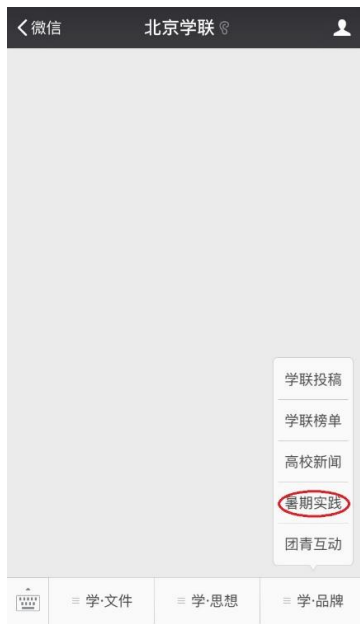 微信
北京学联
学联投稿
学联榜单
高校新闻
暑期实践
团青互动
学·文件
学·思想
学·品牌